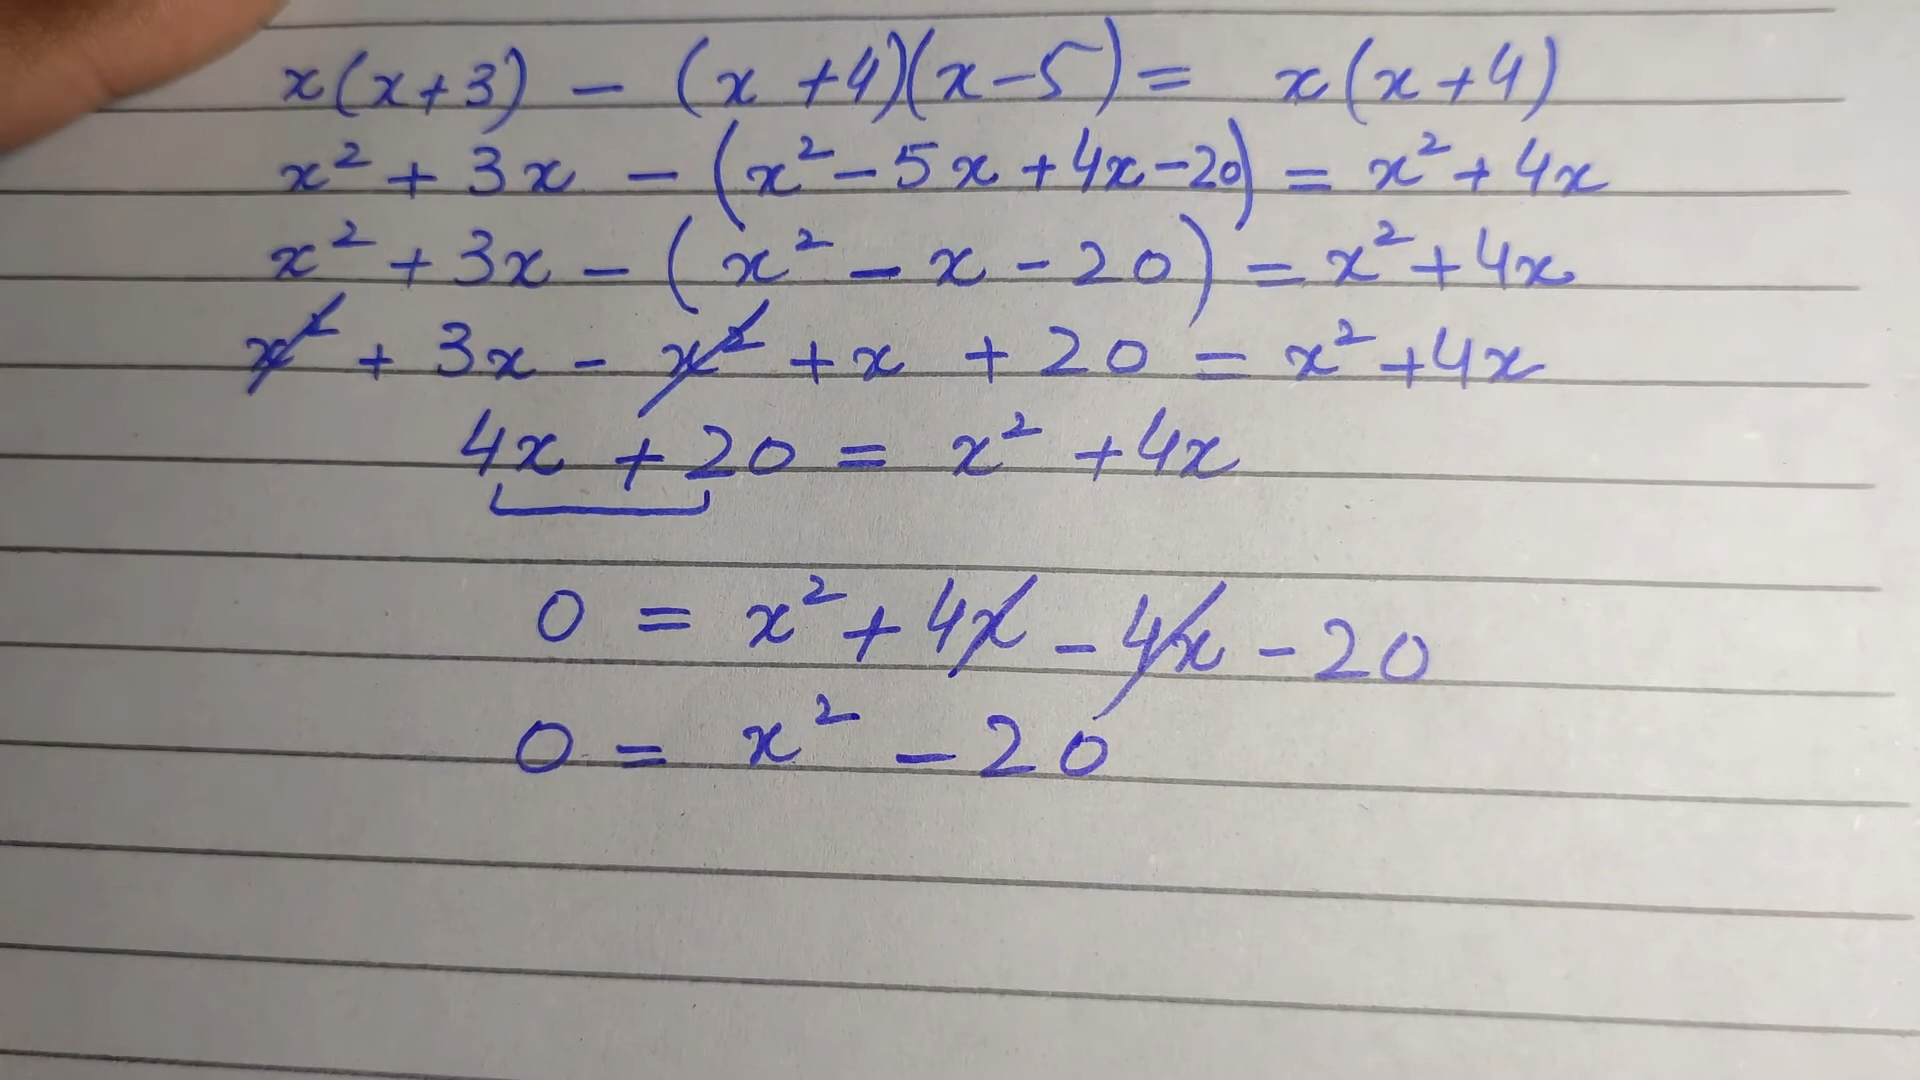 x(x+3) - (x+4)(x-5) = x(x+4)
x² + 3x - (x² - 5x + 4x - 20) = x² + 4x
x² + 3x - (x² - x - 20) = x² + 4x
x² + 3x - x² + x + 20 = x² + 4x
4x + 20 = x² + 4x
0 = x² + 4x - 4x - 20
0 = x² - 20